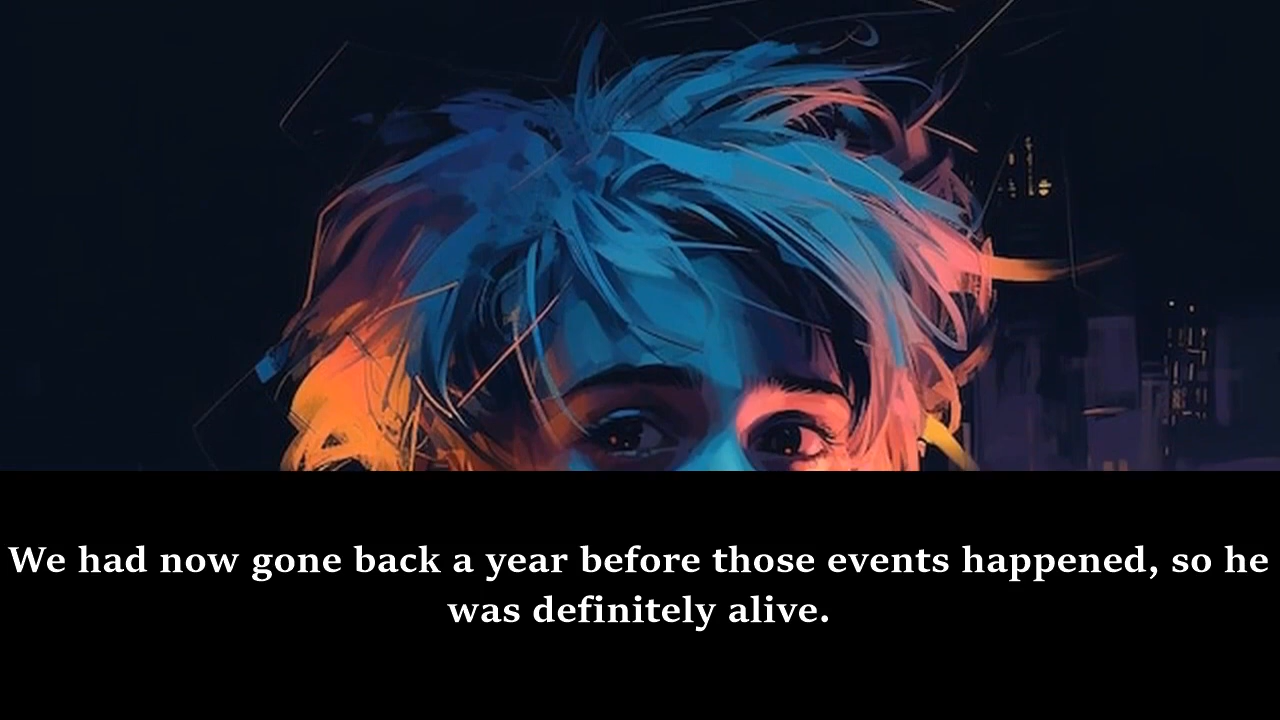 We had now gone back a year before those events happened, so he
was definitely alive.